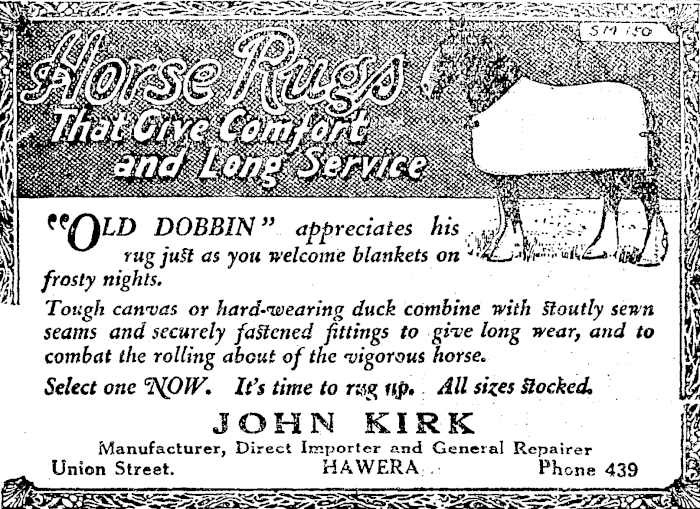 Horse Rugs
That Give Comfort
and Long Service
"OLD DOBBIN" appreciates his
rug just as you welcome blankets on
frosty nights.
Tough canvas or hard-wearing duck combine with stoutly sewn
seams and securely fastened fittings to give long wear, and to
combat the rolling about of the vigorous horse.
Select one NOW. It's time to rug up. All sizes stocked.
JOHN KIRK
Manufacturer, Direct Importer and General Repairer
Union Street. HAWERA. Phone 439